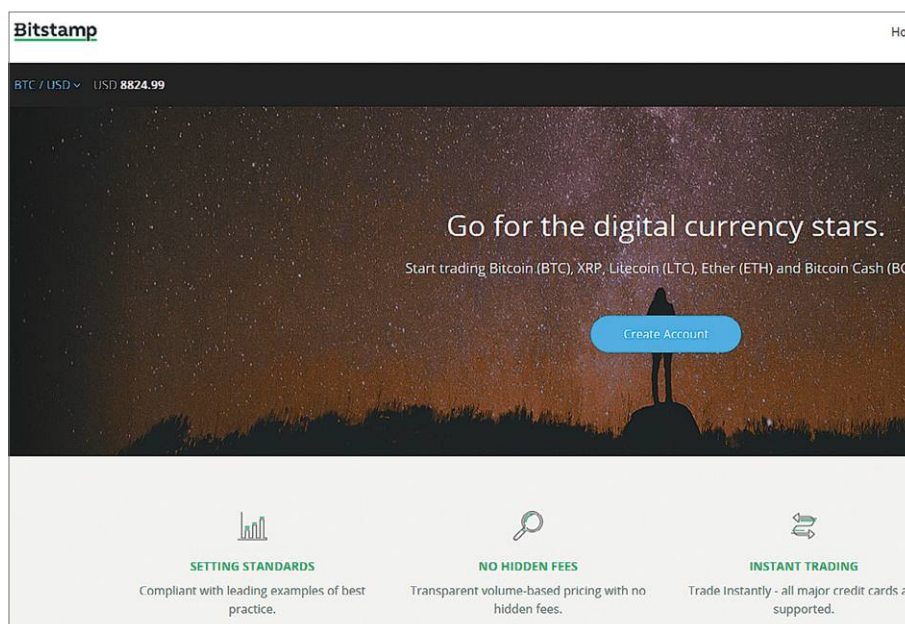 Bitstamp
Ho
BTC / USD USD 8824.99
Go for the digital currency stars.
Start trading Bitcoin (BTC), XRP, Litecoin (LTC), Ether (ETH) and Bitcoin Cash (BC
Create Account
SETTING STANDARDS
Compliant with leading examples of best
practice.
NO HIDDEN FEES
Transparent volume-based pricing with no
hidden fees.
INSTANT TRADING
Trade Instantly - all major credit cards a
supported.